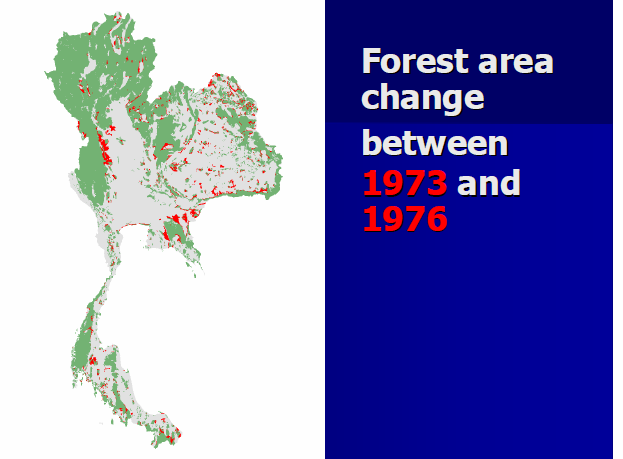 Forest area
change
between
1973 and
1976